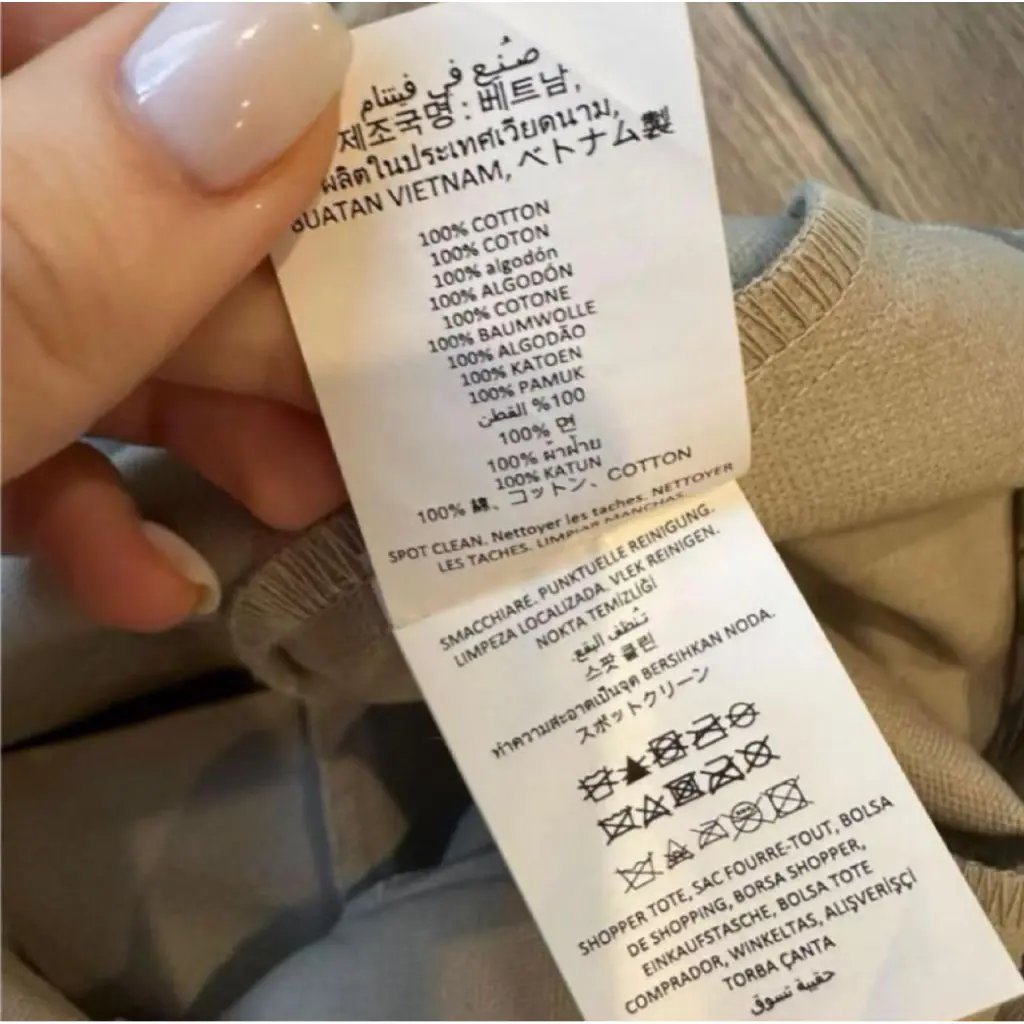 صُنع في فيتنام
제조국명 : 베트남,
ผลิตในประเทศเวียดนาม,
BUATAN VIETNAM, ベトナム製
100% COTTON
100% COTON
100% algodón
100% ALGODÓN
100% COTONE
100% BAUMWOLLE
100% ALGODÃO
100% KATOEN
100% PAMUK
100% القطن
100% 면
100% ผ้าฝ้าย
100% KATUN
100% 綿、コットン、COTTON
SPOT CLEAN. Nettoyer les taches. NETTOYER
LES TACHES. LIMPIAR MANCHAS.
SMACCHIARE. PUNKTUELLE REINIGUNG.
LIMPEZA LOCALIZADA. VLEK REINIGEN.
NOKTA TEMİZLİĞİ
تُنظف البقع.
스팟 클린
ทำความสะอาดเป็นจุด BERSIHKAN NODA.
スポットクリーン
SHOPPER TOTE, SAC FOURRE-TOUT, BOLSA
DE SHOPPING, BORSA SHOPPER,
EINKAUFSTASCHE, BOLSA TOTE
COMPRADOR, WINKELTAS, ALIŞVERİŞÇİ
TORBA ÇANTA
حقيبة تسوق